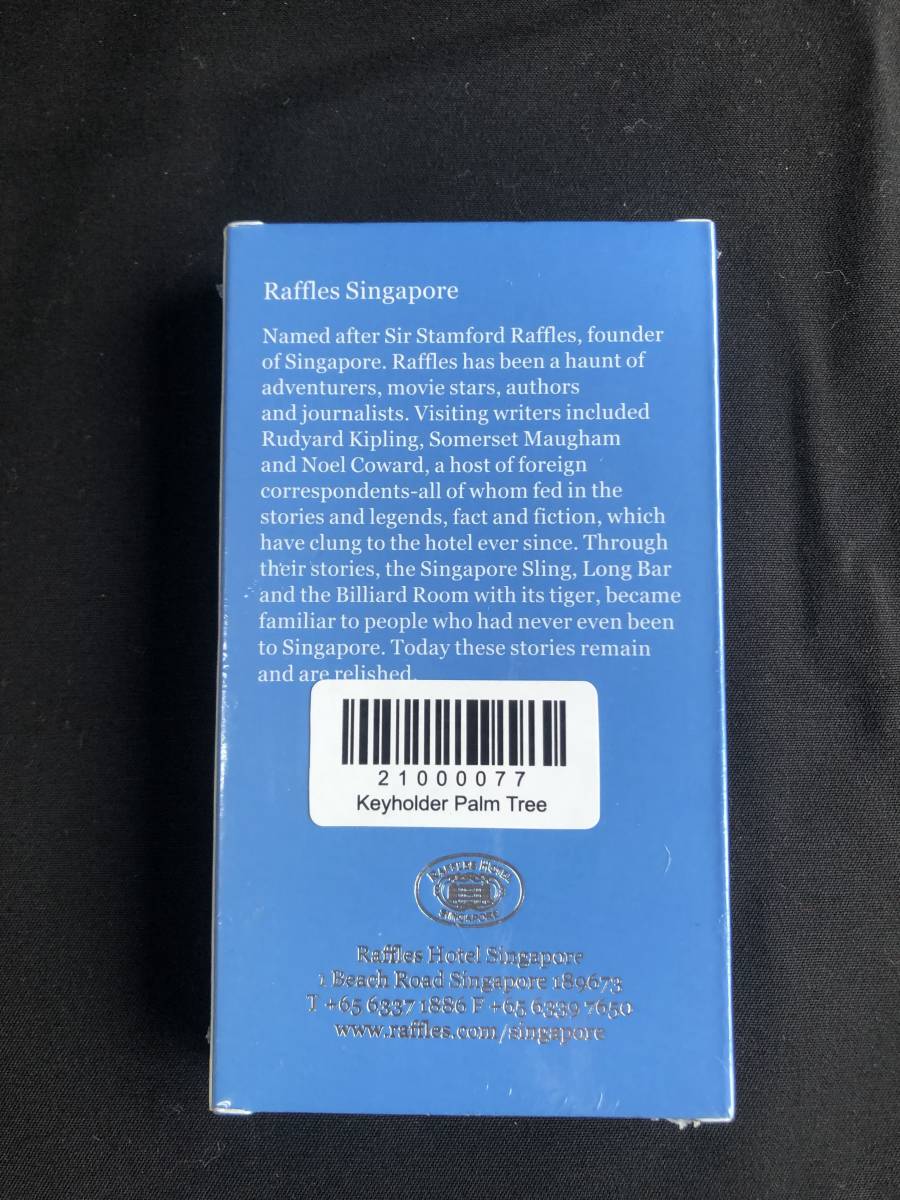 Raffles Singapore
Named after Sir Stamford Raffles, founder
of Singapore. Raffles has been a haunt of
adventurers, movie stars, authors
and journalists. Visiting writers included
Rudyard Kipling, Somerset Maugham
and Noel Coward, a host of foreign
correspondents-all of whom fed in the
stories and legends, fact and fiction, which
have clung to the hotel ever since. Through
their stories, the Singapore Sling, Long Bar
and the Billiard Room with its tiger, became
familiar to people who had never even been
to Singapore. Today these stories remain
and are relished.
21000077
Keyholder Palm Tree
RAFFLES HOTEL
SINGAPORE
Raffles Hotel Singapore
1 Beach Road Singapore 189673
T +65 6337 1886 F +65 6339 7650
www.raffles.com/singapore